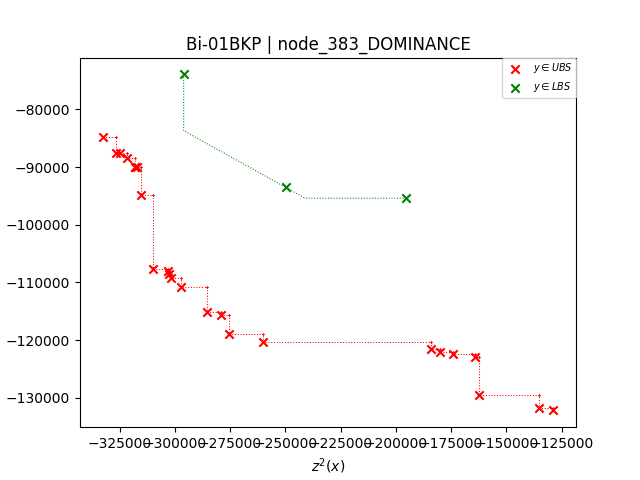 Bi-01BKP | node_383_DOMINANCE
y ∈ UBS
y ∈ LBS
−80000
−90000
−100000
−110000
−120000
−130000
−325000 −300000 −275000 −250000 −225000 −200000 −175000 −150000 −125000
z²(x)